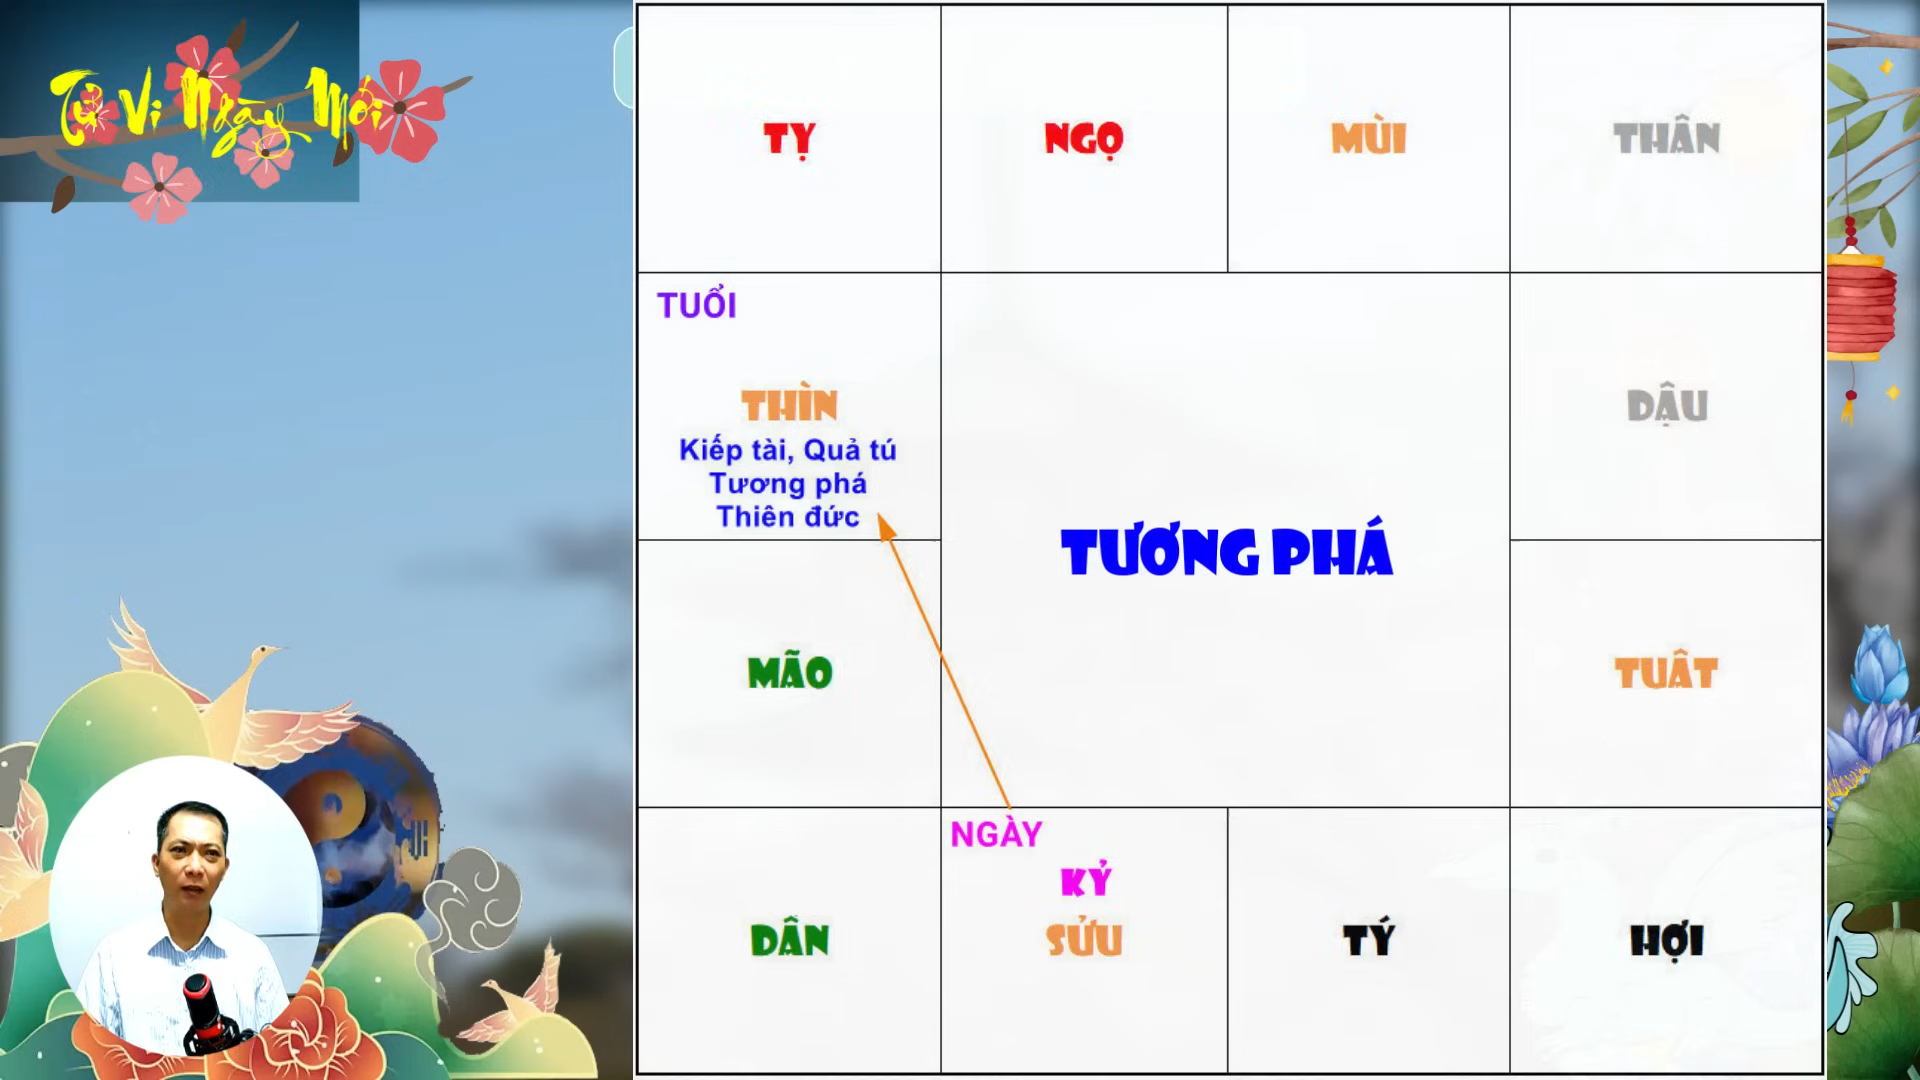 Tử Vi Ngày Mới
TỴ
NGỌ
MÙI
THÂN
TUỔI
THÌN
Kiếp tài, Quả tú
Tương phá
Thiên đức
DẬU
TƯƠNG PHÁ
MÃO
TUẤT
NGÀY
KỶ
DẦN
SỬU
TÝ
HỢI